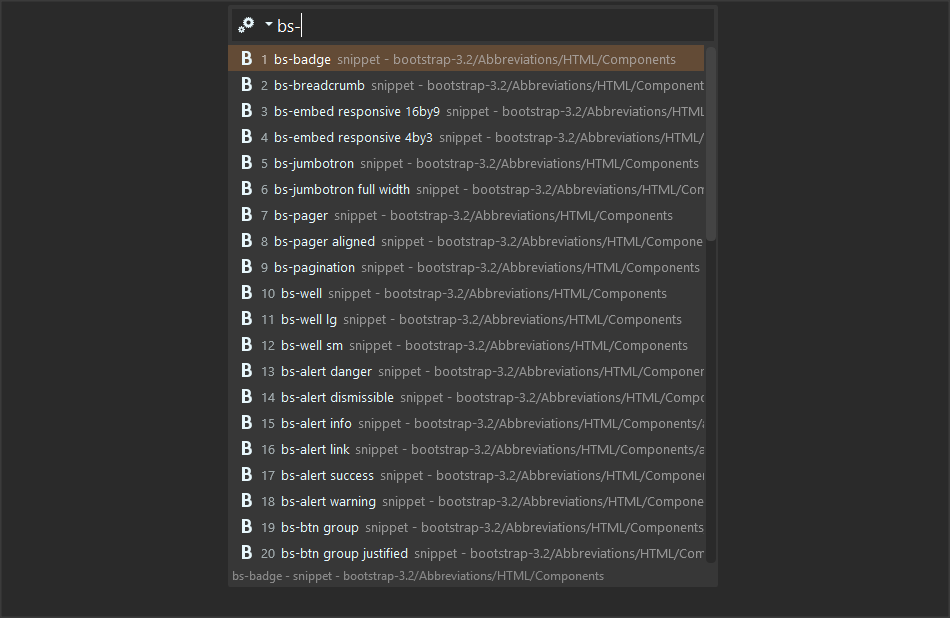 bs-
B 1 bs-badge snippet - bootstrap-3.2/Abbreviations/HTML/Components
B 2 bs-breadcrumb snippet - bootstrap-3.2/Abbreviations/HTML/Component
B 3 bs-embed responsive 16by9 snippet - bootstrap-3.2/Abbreviations/HTML
B 4 bs-embed responsive 4by3 snippet - bootstrap-3.2/Abbreviations/HTML/
B 5 bs-jumbotron snippet - bootstrap-3.2/Abbreviations/HTML/Components
B 6 bs-jumbotron full width snippet - bootstrap-3.2/Abbreviations/HTML/Com
B 7 bs-pager snippet - bootstrap-3.2/Abbreviations/HTML/Components
B 8 bs-pager aligned snippet - bootstrap-3.2/Abbreviations/HTML/Compone
B 9 bs-pagination snippet - bootstrap-3.2/Abbreviations/HTML/Components
B 10 bs-well snippet - bootstrap-3.2/Abbreviations/HTML/Components
B 11 bs-well lg snippet - bootstrap-3.2/Abbreviations/HTML/Components
B 12 bs-well sm snippet - bootstrap-3.2/Abbreviations/HTML/Components
B 13 bs-alert danger snippet - bootstrap-3.2/Abbreviations/HTML/Componen
B 14 bs-alert dismissible snippet - bootstrap-3.2/Abbreviations/HTML/Compo
B 15 bs-alert info snippet - bootstrap-3.2/Abbreviations/HTML/Components/a
B 16 bs-alert link snippet - bootstrap-3.2/Abbreviations/HTML/Components/a
B 17 bs-alert success snippet - bootstrap-3.2/Abbreviations/HTML/Componen
B 18 bs-alert warning snippet - bootstrap-3.2/Abbreviations/HTML/Compone
B 19 bs-btn group snippet - bootstrap-3.2/Abbreviations/HTML/Components
B 20 bs-btn group justified snippet - bootstrap-3.2/Abbreviations/HTML/Com
bs-badge - snippet - bootstrap-3.2/Abbreviations/HTML/Components